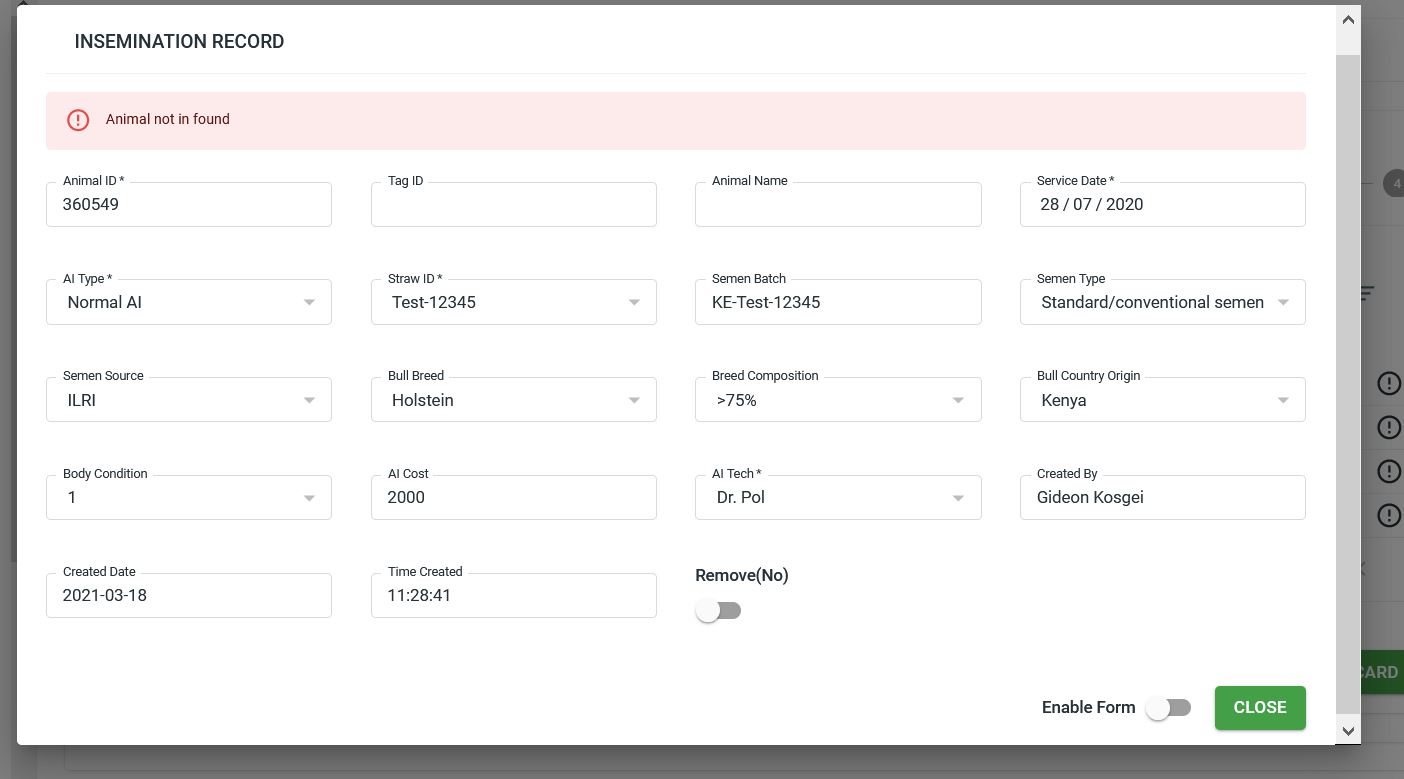 INSEMINATION RECORD
Animal not in found
Animal ID *
360549
Tag ID
Animal Name
Service Date *
28 / 07 / 2020
4
AI Type *
Normal AI
Straw ID *
Test-12345
Semen Batch
KE-Test-12345
Semen Type
Standard/conventional semen
Semen Source
ILRI
Bull Breed
Holstein
Breed Composition
>75%
Bull Country Origin
Kenya
Body Condition
1
AI Cost
2000
AI Tech *
Dr. Pol
Created By
Gideon Kosgei
Created Date
2021-03-18
Time Created
11:28:41
Remove(No)
Enable Form
CLOSE